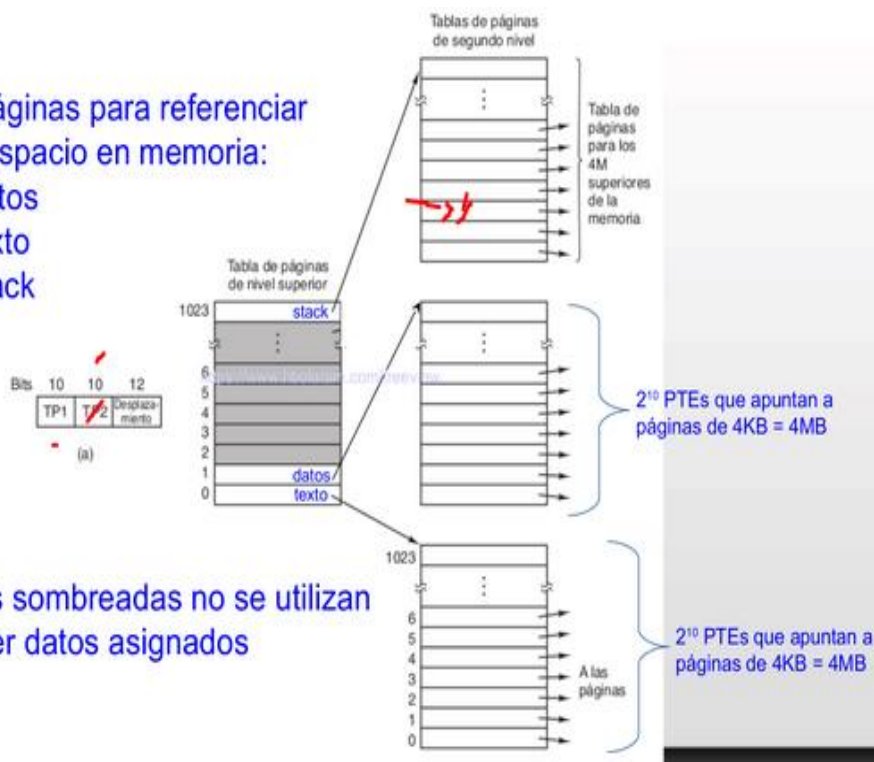 Tablas de páginas
de segundo nivel
áginas para referenciar
spacio en memoria:
tos
xto
ack
Tabla de
páginas
para los
4M
superiores
de la
memoria
Tabla de páginas
de nivel superior
1023
stack
6
5
4
3
2
1
datos
0
texto
Bits 10 10 12
TP1 TP2 Desplaza-
miento
(a)
2¹⁰ PTEs que apuntan a
páginas de 4KB = 4MB
s sombreadas no se utilizan
er datos asignados
1023
6
5
4
3
2
1
0
A las
páginas
2¹⁰ PTEs que apuntan a
páginas de 4KB = 4MB